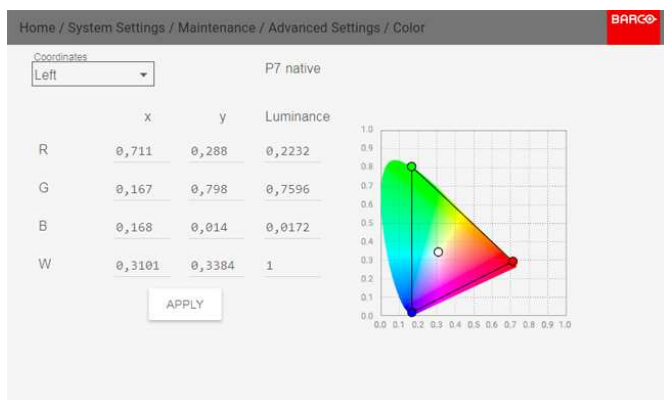 Home / System Settings / Maintenance / Advanced Settings / Color
BARCO
Coordinates
Left
P7 native
x y Luminance
R 0,711 0,288 0,2232
G 0,167 0,798 0,7596
B 0,168 0,014 0,0172
W 0,3101 0,3384 1
APPLY
1.0
0.9
0.8
0.7
0.6
0.5
0.4
0.3
0.2
0.1
0.0
0.0 0.1 0.2 0.3 0.4 0.5 0.6 0.7 0.8 0.9 1.0